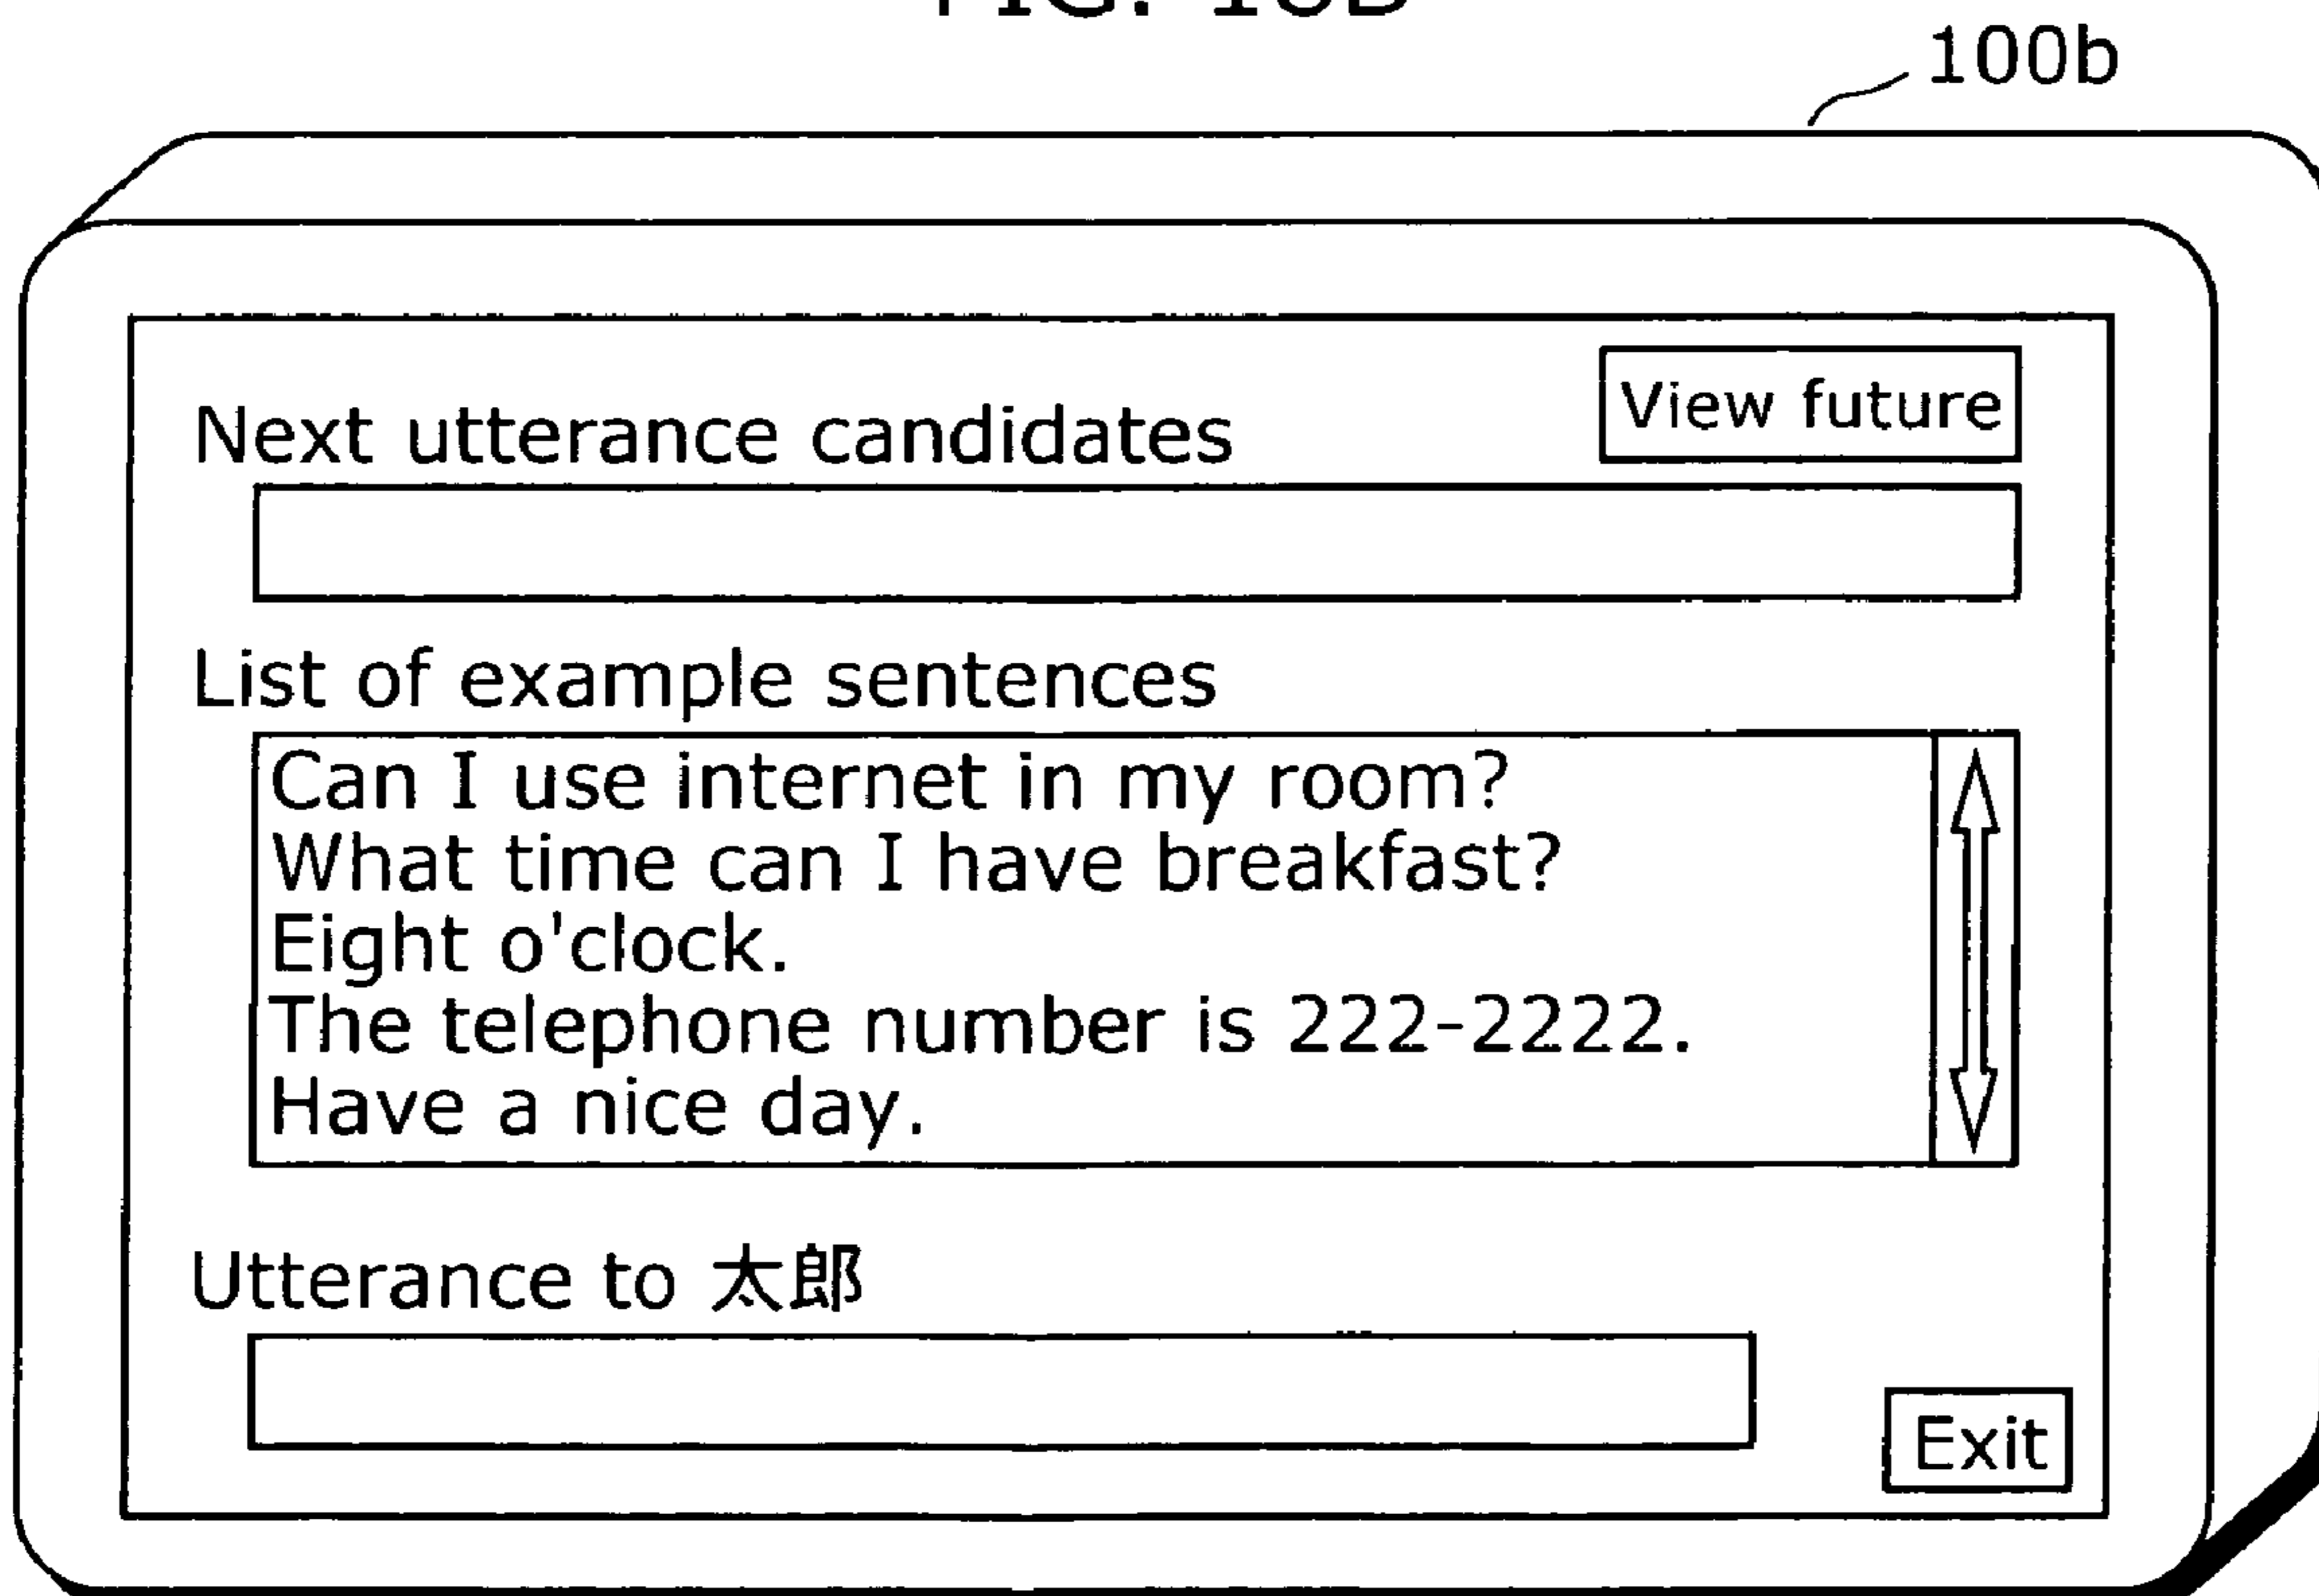 100b
View future
Next utterance candidates
List of example sentences
Can I use internet in my room?
What time can I have breakfast?
Eight o'clock.
The telephone number is 222-2222.
Have a nice day.
Utterance to 太郎
Exit